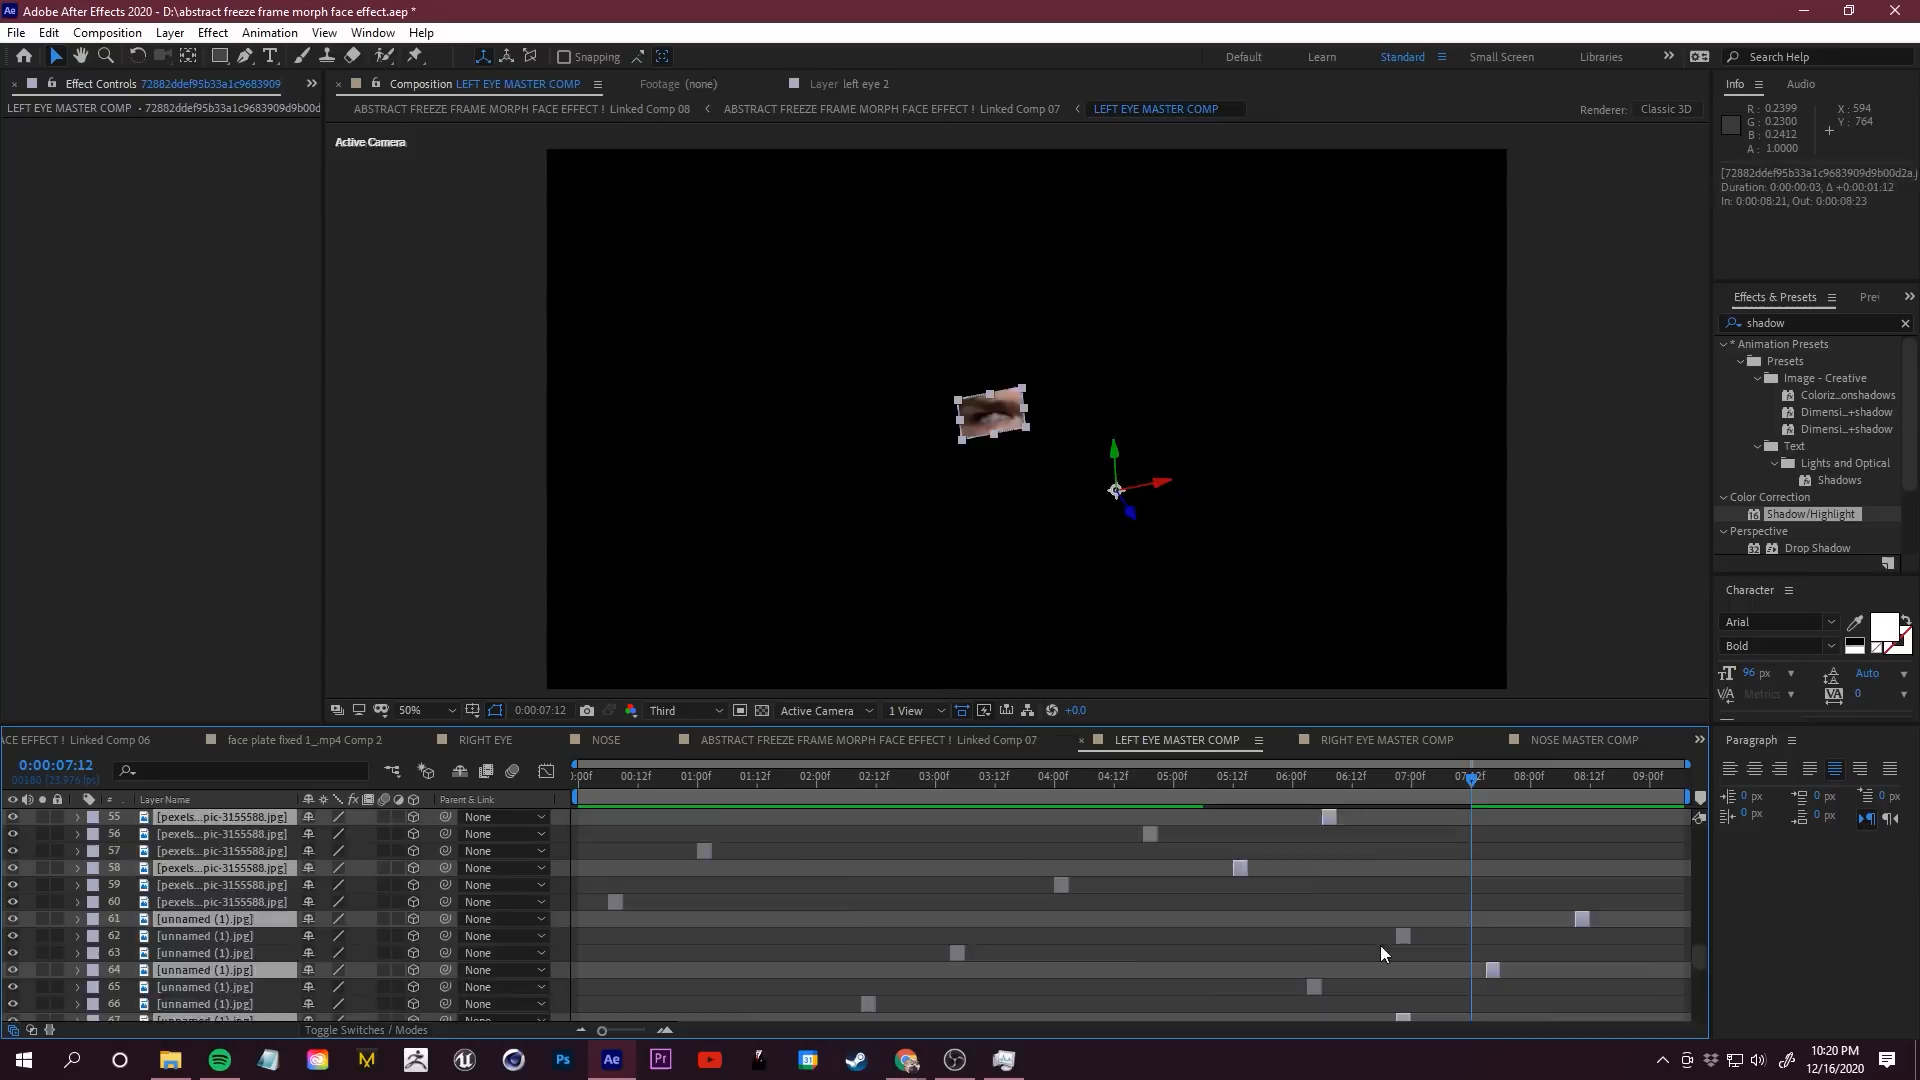 Adobe After Effects 2020 - D:\abstract freeze frame morph face effect.aep *
File Edit Composition Layer Effect Animation View Window Help
Snapping
Default Learn Standard Small Screen Libraries
Search Help
Effect Controls 72882ddef95b33a1c9683909
Composition LEFT EYE MASTER COMP
Footage (none)
Layer left eye 2
Info Audio
LEFT EYE MASTER COMP • 72882ddef95b33a1c9683909d9b00d
ABSTRACT FREEZE FRAME MORPH FACE EFFECT ! Linked Comp 08
ABSTRACT FREEZE FRAME MORPH FACE EFFECT ! Linked Comp 07
LEFT EYE MASTER COMP
Renderer: Classic 3D
R: 0.2399
G: 0.2300
B: 0.2412
A: 1.0000
X: 594
Y: 764
Active Camera
[72882ddef95b33a1c9683909d9b00d2a.j
Duration: 0:00:00:03, Δ +0:00:01:12
In: 0:00:08:21, Out: 0:00:08:23
Effects & Presets
shadow
* Animation Presets
Presets
Image - Creative
Coloriz...onshadows
Dimensi...+shadow
Dimensi...+shadow
Text
Lights and Optical
Shadows
Color Correction
Shadow/Highlight
Perspective
Drop Shadow
Character
Arial
Bold
96 px Auto
Metrics 0
50% 0:00:07:12 Third Active Camera 1 View +0.0
ACE EFFECT ! Linked Comp 06
face plate fixed 1_.mp4 Comp 2
RIGHT EYE
NOSE
ABSTRACT FREEZE FRAME MORPH FACE EFFECT ! Linked Comp 07
LEFT EYE MASTER COMP
RIGHT EYE MASTER COMP
NOSE MASTER COMP
Paragraph
0:00:07:12
00180 (23.976 fps)
00f 00:12f 01:00f 01:12f 02:00f 02:12f 03:00f 03:12f 04:00f 04:12f 05:00f 05:12f 06:00f 06:12f 07:00f 08:00f 08:12f 09:00f
# Layer Name Parent & Link
55 [pexels...pic-3155588.jpg] None
56 [pexels...pic-3155588.jpg] None
57 [pexels...pic-3155588.jpg] None
58 [pexels...pic-3155588.jpg] None
59 [pexels...pic-3155588.jpg] None
60 [pexels...pic-3155588.jpg] None
61 [unnamed (1).jpg] None
62 [unnamed (1).jpg] None
63 [unnamed (1).jpg] None
64 [unnamed (1).jpg] None
65 [unnamed (1).jpg] None
66 [unnamed (1).jpg] None
0 px 0 px 0 px
0 px 0 px
Toggle Switches / Modes
10:20 PM
12/16/2020